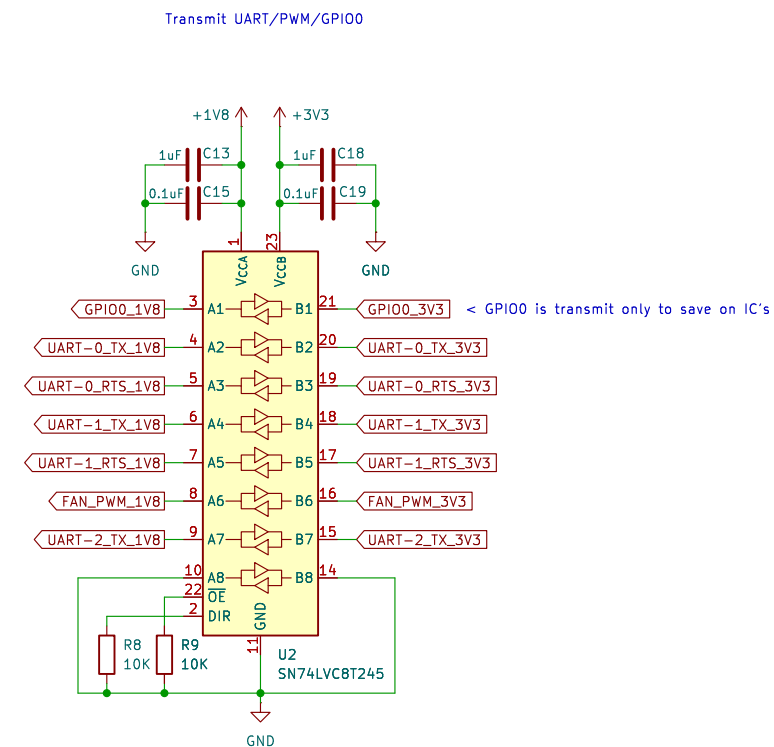 Transmit UART/PWM/GPIO0
+1V8
+3V3
1uF C13
1uF C18
0.1uF C15
0.1uF C19
GND
GND
1
23
VCCA
VCCB
GPIO0_1V8 3 A1 B1 21 GPIO0_3V3 < GPIO0 is transmit only to save on IC's
UART-0_TX_1V8 4 A2 B2 20 UART-0_TX_3V3
UART-0_RTS_1V8 5 A3 B3 19 UART-0_RTS_3V3
UART-1_TX_1V8 6 A4 B4 18 UART-1_TX_3V3
UART-1_RTS_1V8 7 A5 B5 17 UART-1_RTS_3V3
FAN_PWM_1V8 8 A6 B6 16 FAN_PWM_3V3
UART-2_TX_1V8 9 A7 B7 15 UART-2_TX_3V3
10 A8 B8 14
22 OE
2 DIR
GND
11
R8
10K
R9
10K
U2
SN74LVC8T245
GND